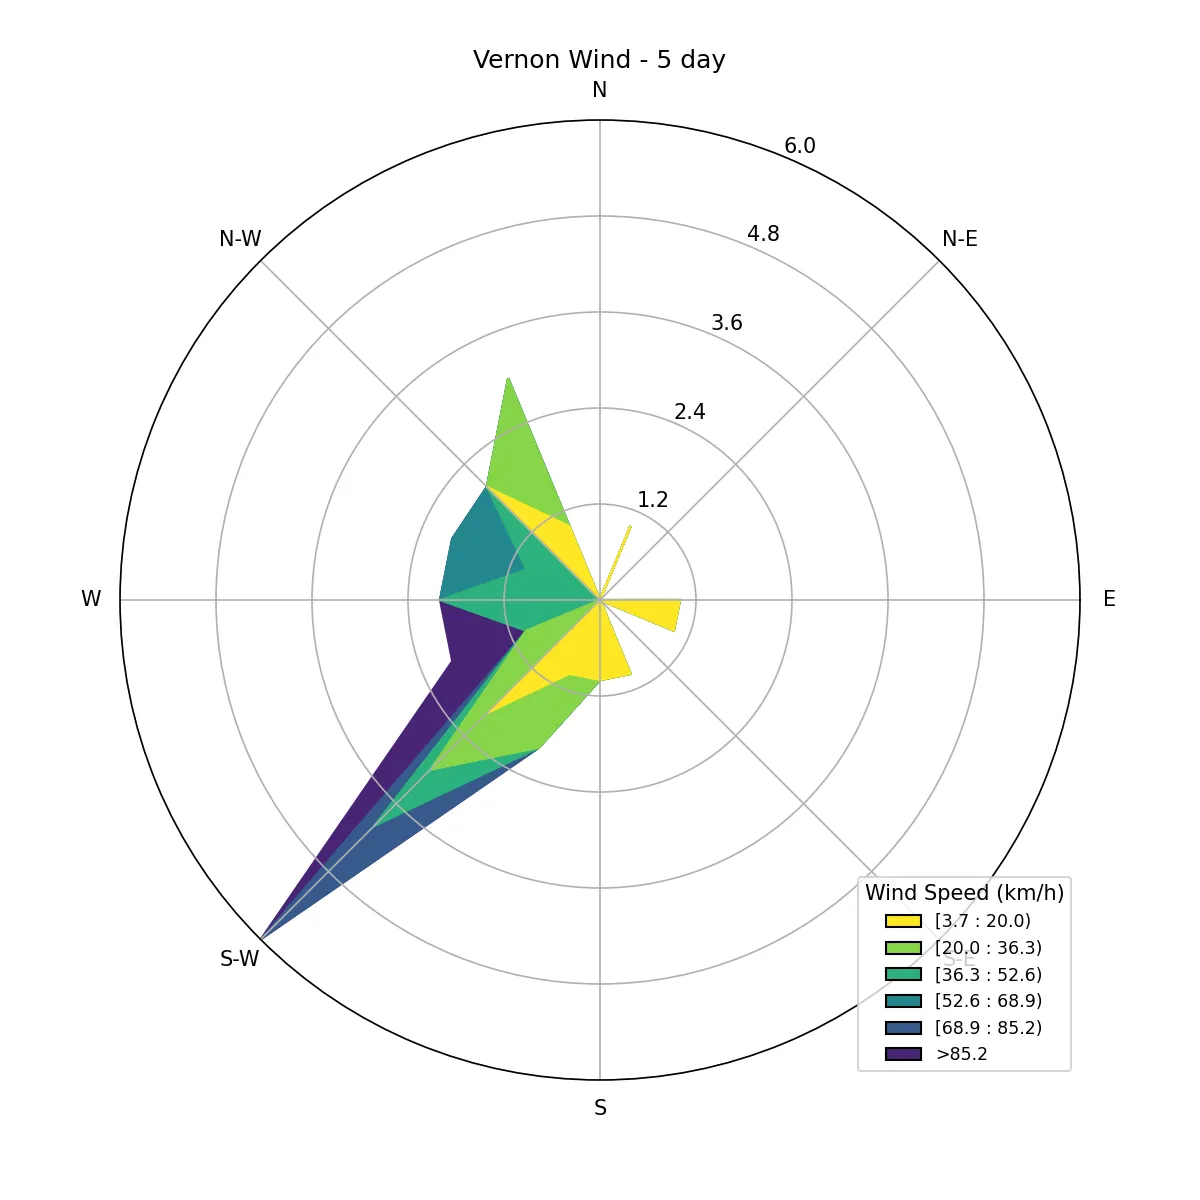 Vernon Wind - 5 day
N
6.0
4.8
N-W
N-E
3.6
2.4
1.2
W
E
S-W
S-E
S
Wind Speed (km/h)
[3.7 : 20.0)
[20.0 : 36.3)
[36.3 : 52.6)
[52.6 : 68.9)
[68.9 : 85.2)
>85.2